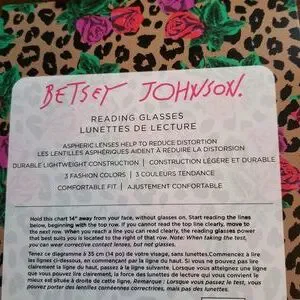 BETSEY JOHNSON.
READING GLASSES
LUNETTES DE LECTURE
ASPHERIC LENSES HELP TO REDUCE DISTORTION
LES LENTILLES ASPHÉRIQUES AIDENT À RÉDUIRE LA DISTORSION
DURABLE LIGHTWEIGHT CONSTRUCTION | CONSTRUCTION LÉGÈRE ET DURABLE
3 FASHION COLORS | 3 COULEURS TENDANCE
COMFORTABLE FIT | AJUSTEMENT CONFORTABLE
Hold this chart 14" away from your face, without glasses on. Start reading the lines
below, beginning with the top row. If you cannot read the top line clearly, move to
the next row. When you reach a line you can read clearly, the reading glasses power
that best suits you is located to the right of that row. Note: When taking the test,
you can wear corrective contact lenses, but not glasses.
Tenez ce diagramme à 35 cm (14 po) de votre visage, sans lunettes. Commencez à lire
les lignes ci-dessous, en commençant par la ligne du haut. Si vous ne pouvez pas lire
clairement la ligne du haut, passez à la ligne suivante. Lorsque vous atteignez une ligne
que vous pouvez lire clairement, la force des lunettes de lecture qui vous convient le
mieux est située à droite de cette ligne. Remarque : Lorsque vous passez le test, vous
pouvez porter des lentilles cornéennes correctrices, mais pas des lunettes.